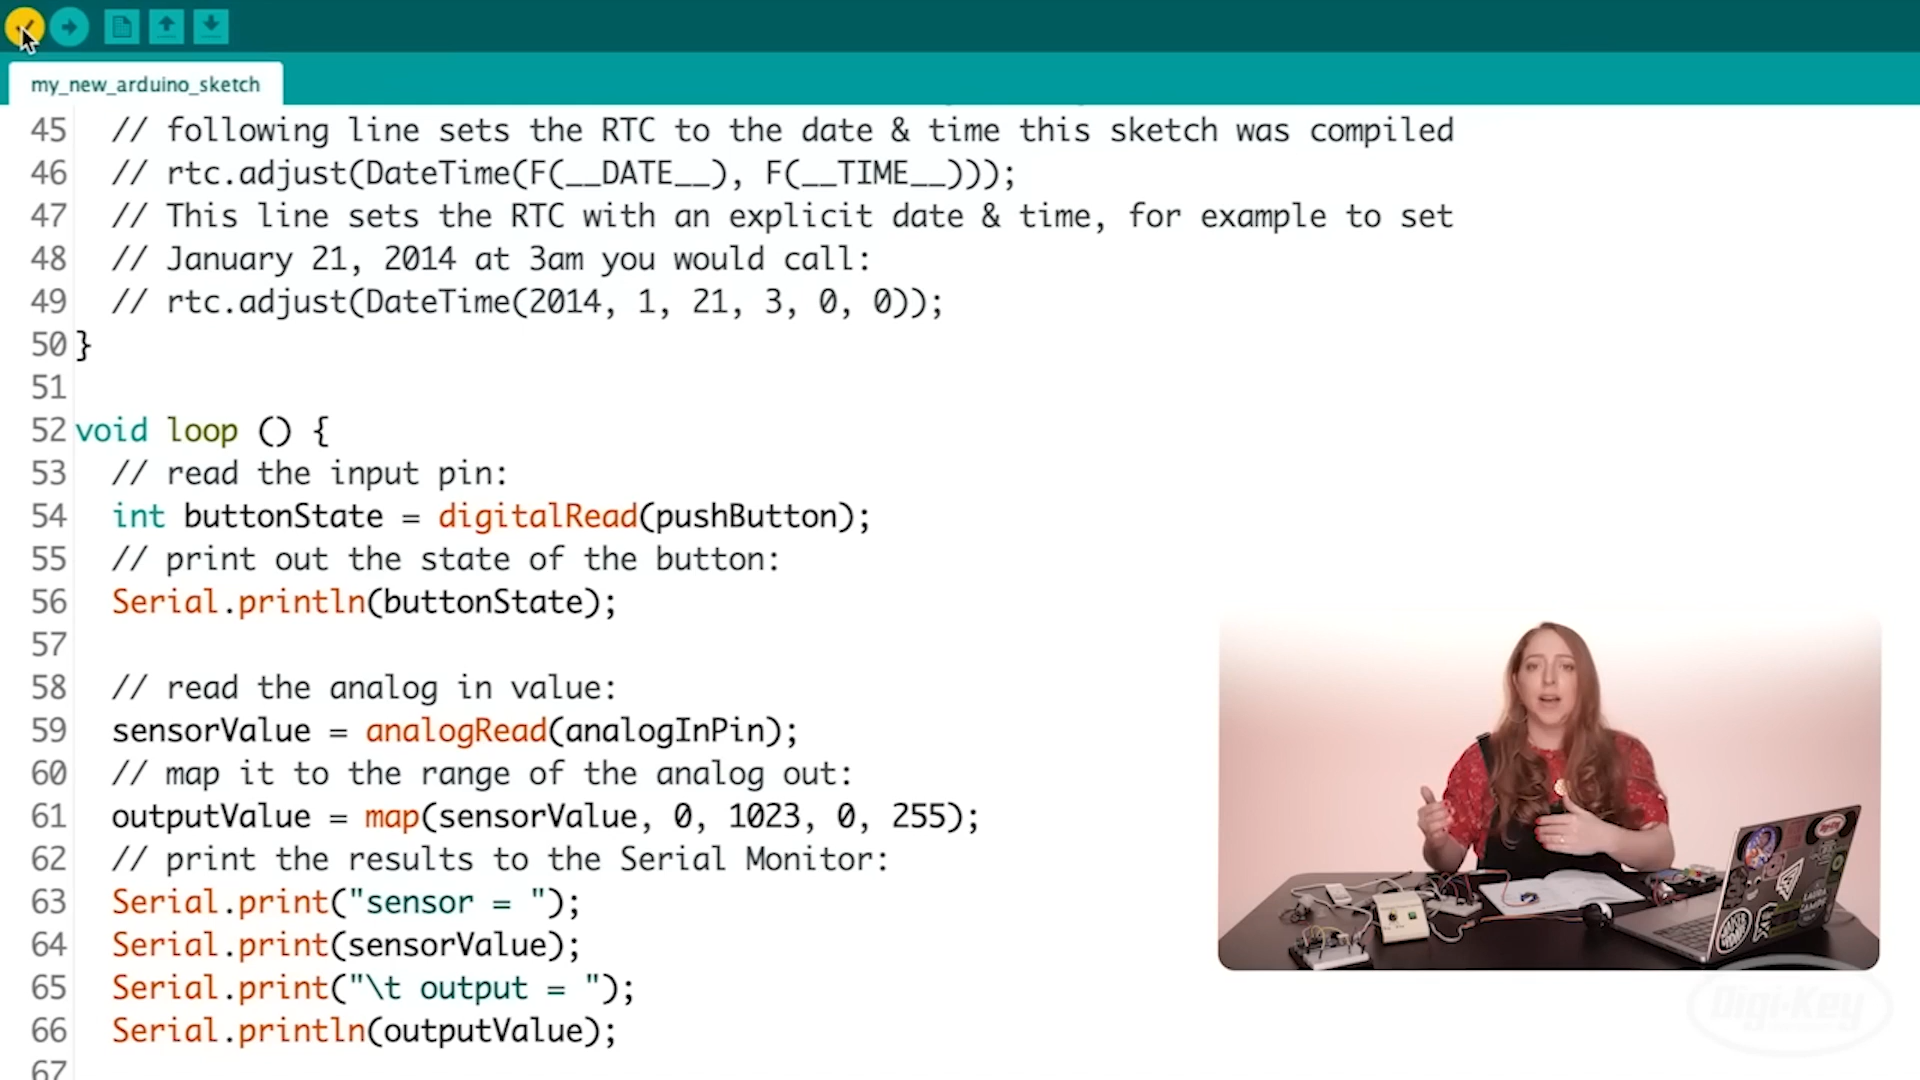 my_new_arduino_sketch
45 // following line sets the RTC to the date & time this sketch was compiled
46 // rtc.adjust(DateTime(F(__DATE__), F(__TIME__)));
47 // This line sets the RTC with an explicit date & time, for example to set
48 // January 21, 2014 at 3am you would call:
49 // rtc.adjust(DateTime(2014, 1, 21, 3, 0, 0));
50 }
51
52 void loop () {
53 // read the input pin:
54 int buttonState = digitalRead(pushButton);
55 // print out the state of the button:
56 Serial.println(buttonState);
57
58 // read the analog in value:
59 sensorValue = analogRead(analogInPin);
60 // map it to the range of the analog out:
61 outputValue = map(sensorValue, 0, 1023, 0, 255);
62 // print the results to the Serial Monitor:
63 Serial.print("sensor = ");
64 Serial.print(sensorValue);
65 Serial.print("\t output = ");
66 Serial.println(outputValue);
67
Digi-Key